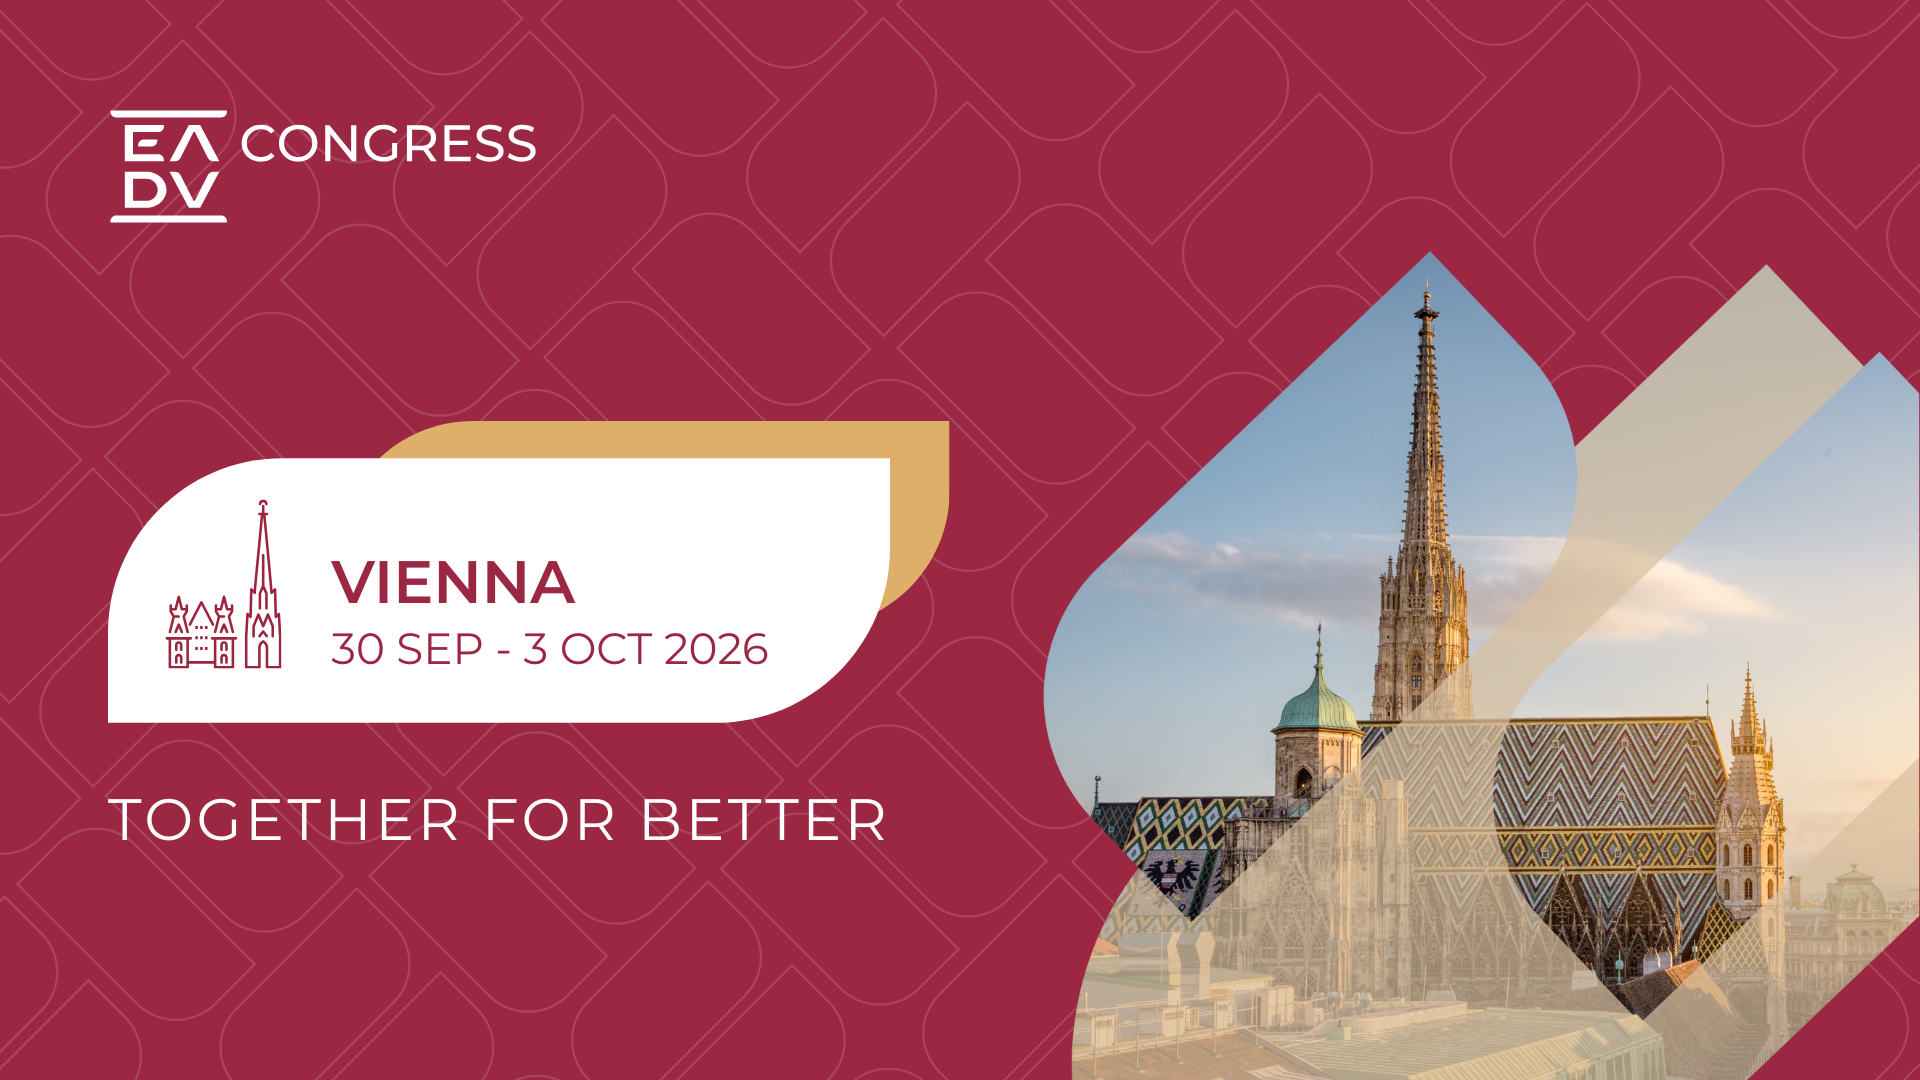 EA
DV
CONGRESS
VIENNA
30 SEP - 3 OCT 2026
TOGETHER FOR BETTER